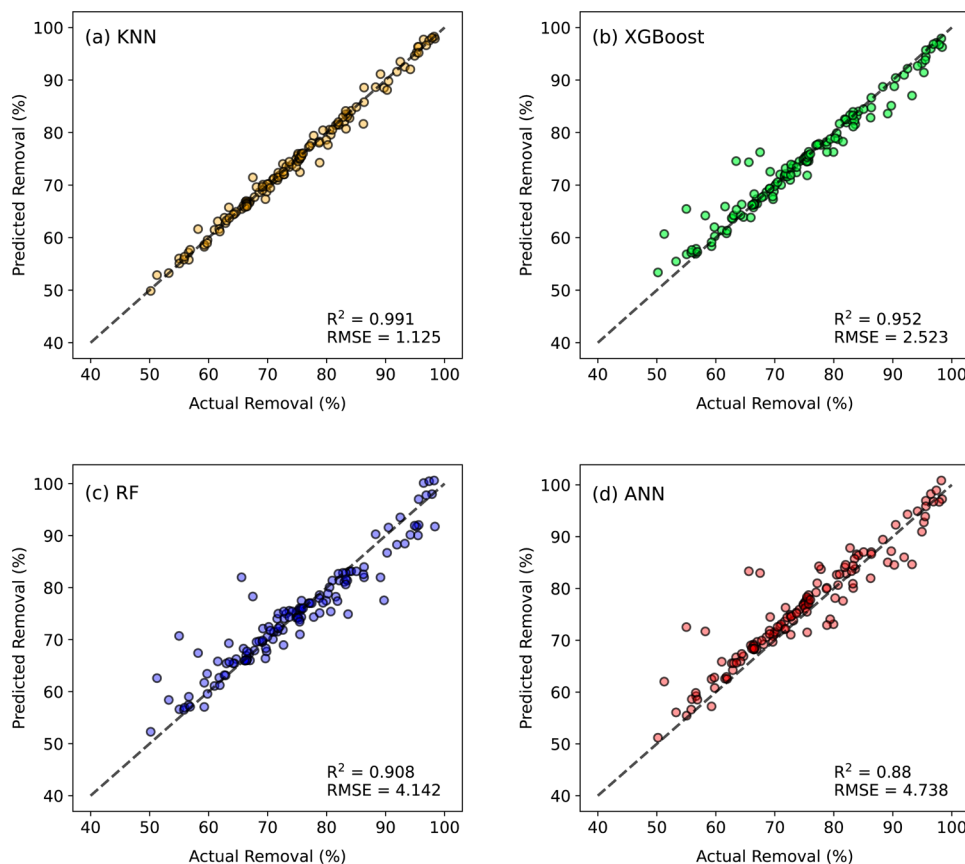 (a) KNN
100
90
80
70
60
50
40
Predicted Removal (%)
R² = 0.991
RMSE = 1.125
40 50 60 70 80 90 100
Actual Removal (%)
(b) XGBoost
100
90
80
70
60
50
40
Predicted Removal (%)
R² = 0.952
RMSE = 2.523
40 50 60 70 80 90 100
Actual Removal (%)
(c) RF
100
90
80
70
60
50
40
Predicted Removal (%)
R² = 0.908
RMSE = 4.142
40 50 60 70 80 90 100
Actual Removal (%)
(d) ANN
100
90
80
70
60
50
40
Predicted Removal (%)
R² = 0.88
RMSE = 4.738
40 50 60 70 80 90 100
Actual Removal (%)